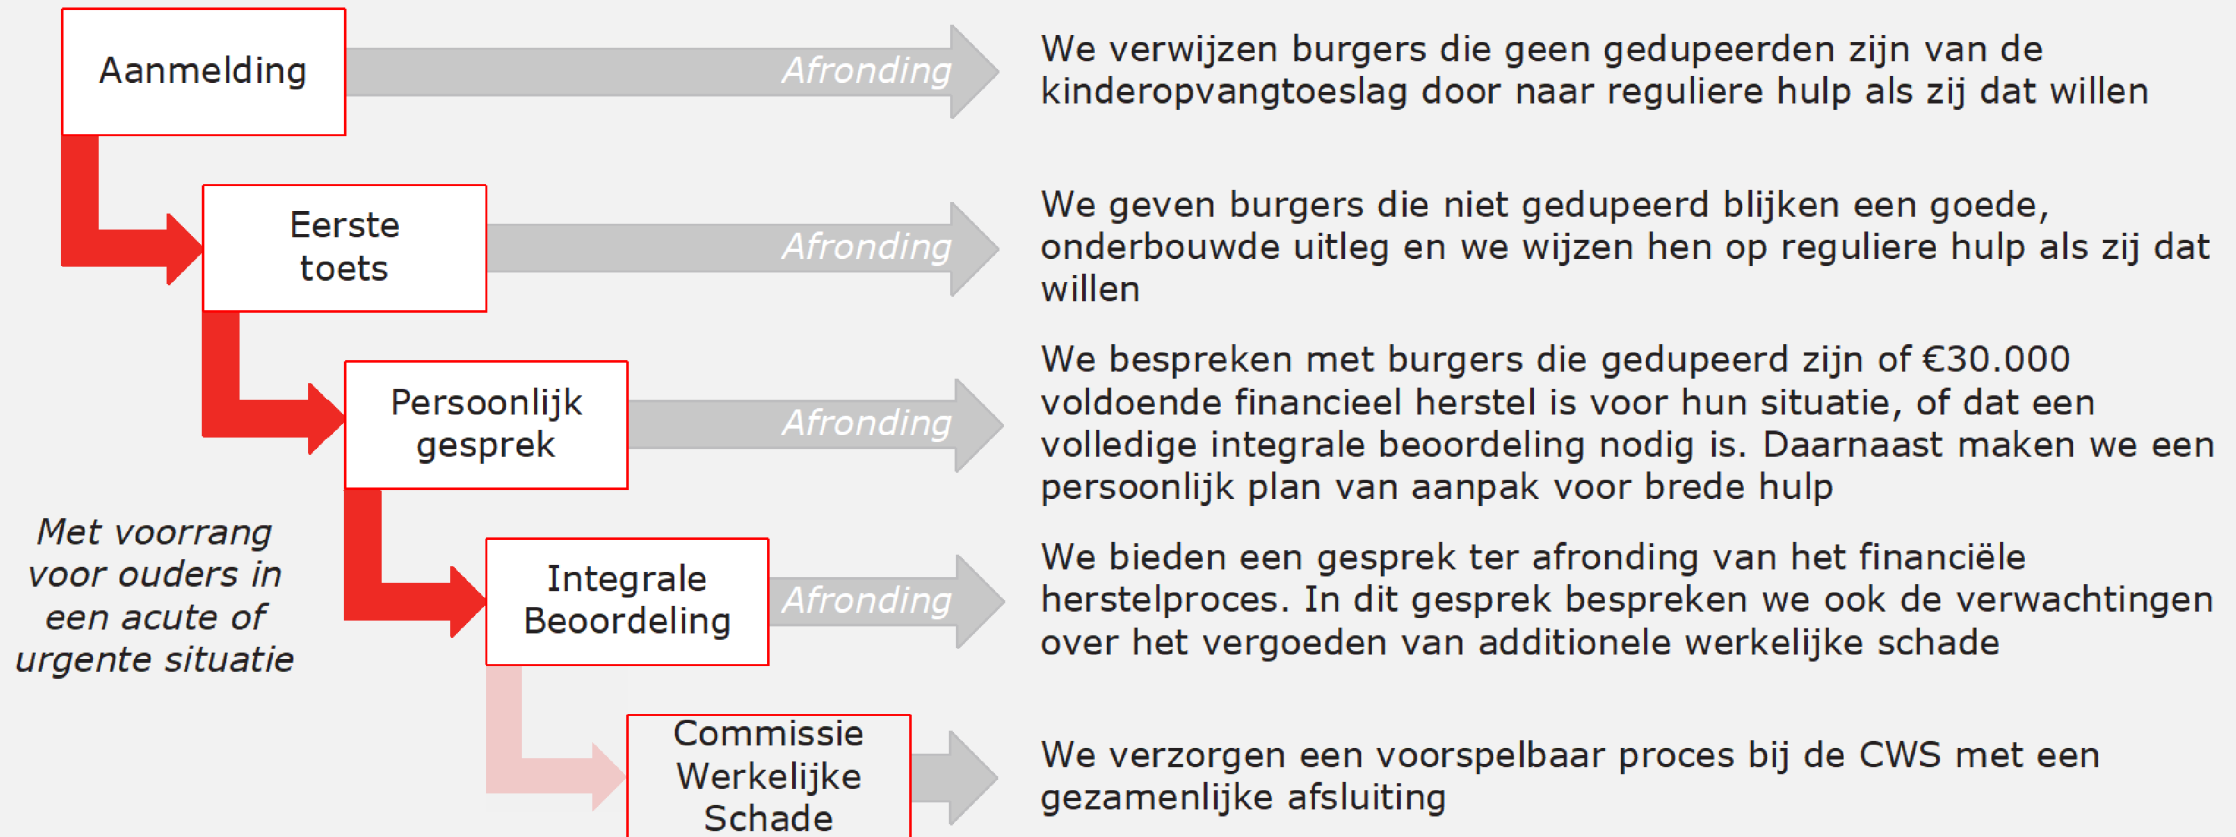 Aanmelding
Afronding
We verwijzen burgers die geen gedupeerden zijn van de
kinderopvangtoeslag door naar reguliere hulp als zij dat willen
Eerste
toets
Afronding
We geven burgers die niet gedupeerd blijken een goede,
onderbouwde uitleg en we wijzen hen op reguliere hulp als zij dat
willen
Persoonlijk
gesprek
Afronding
We bespreken met burgers die gedupeerd zijn of €30.000
voldoende financieel herstel is voor hun situatie, of dat een
volledige integrale beoordeling nodig is. Daarnaast maken we een
persoonlijk plan van aanpak voor brede hulp
Met voorrang
voor ouders in
een acute of
urgente situatie
Integrale
Beoordeling
Afronding
We bieden een gesprek ter afronding van het financiële
herstelproces. In dit gesprek bespreken we ook de verwachtingen
over het vergoeden van additionele werkelijke schade
Commissie
Werkelijke
Schade
We verzorgen een voorspelbaar proces bij de CWS met een
gezamenlijke afsluiting